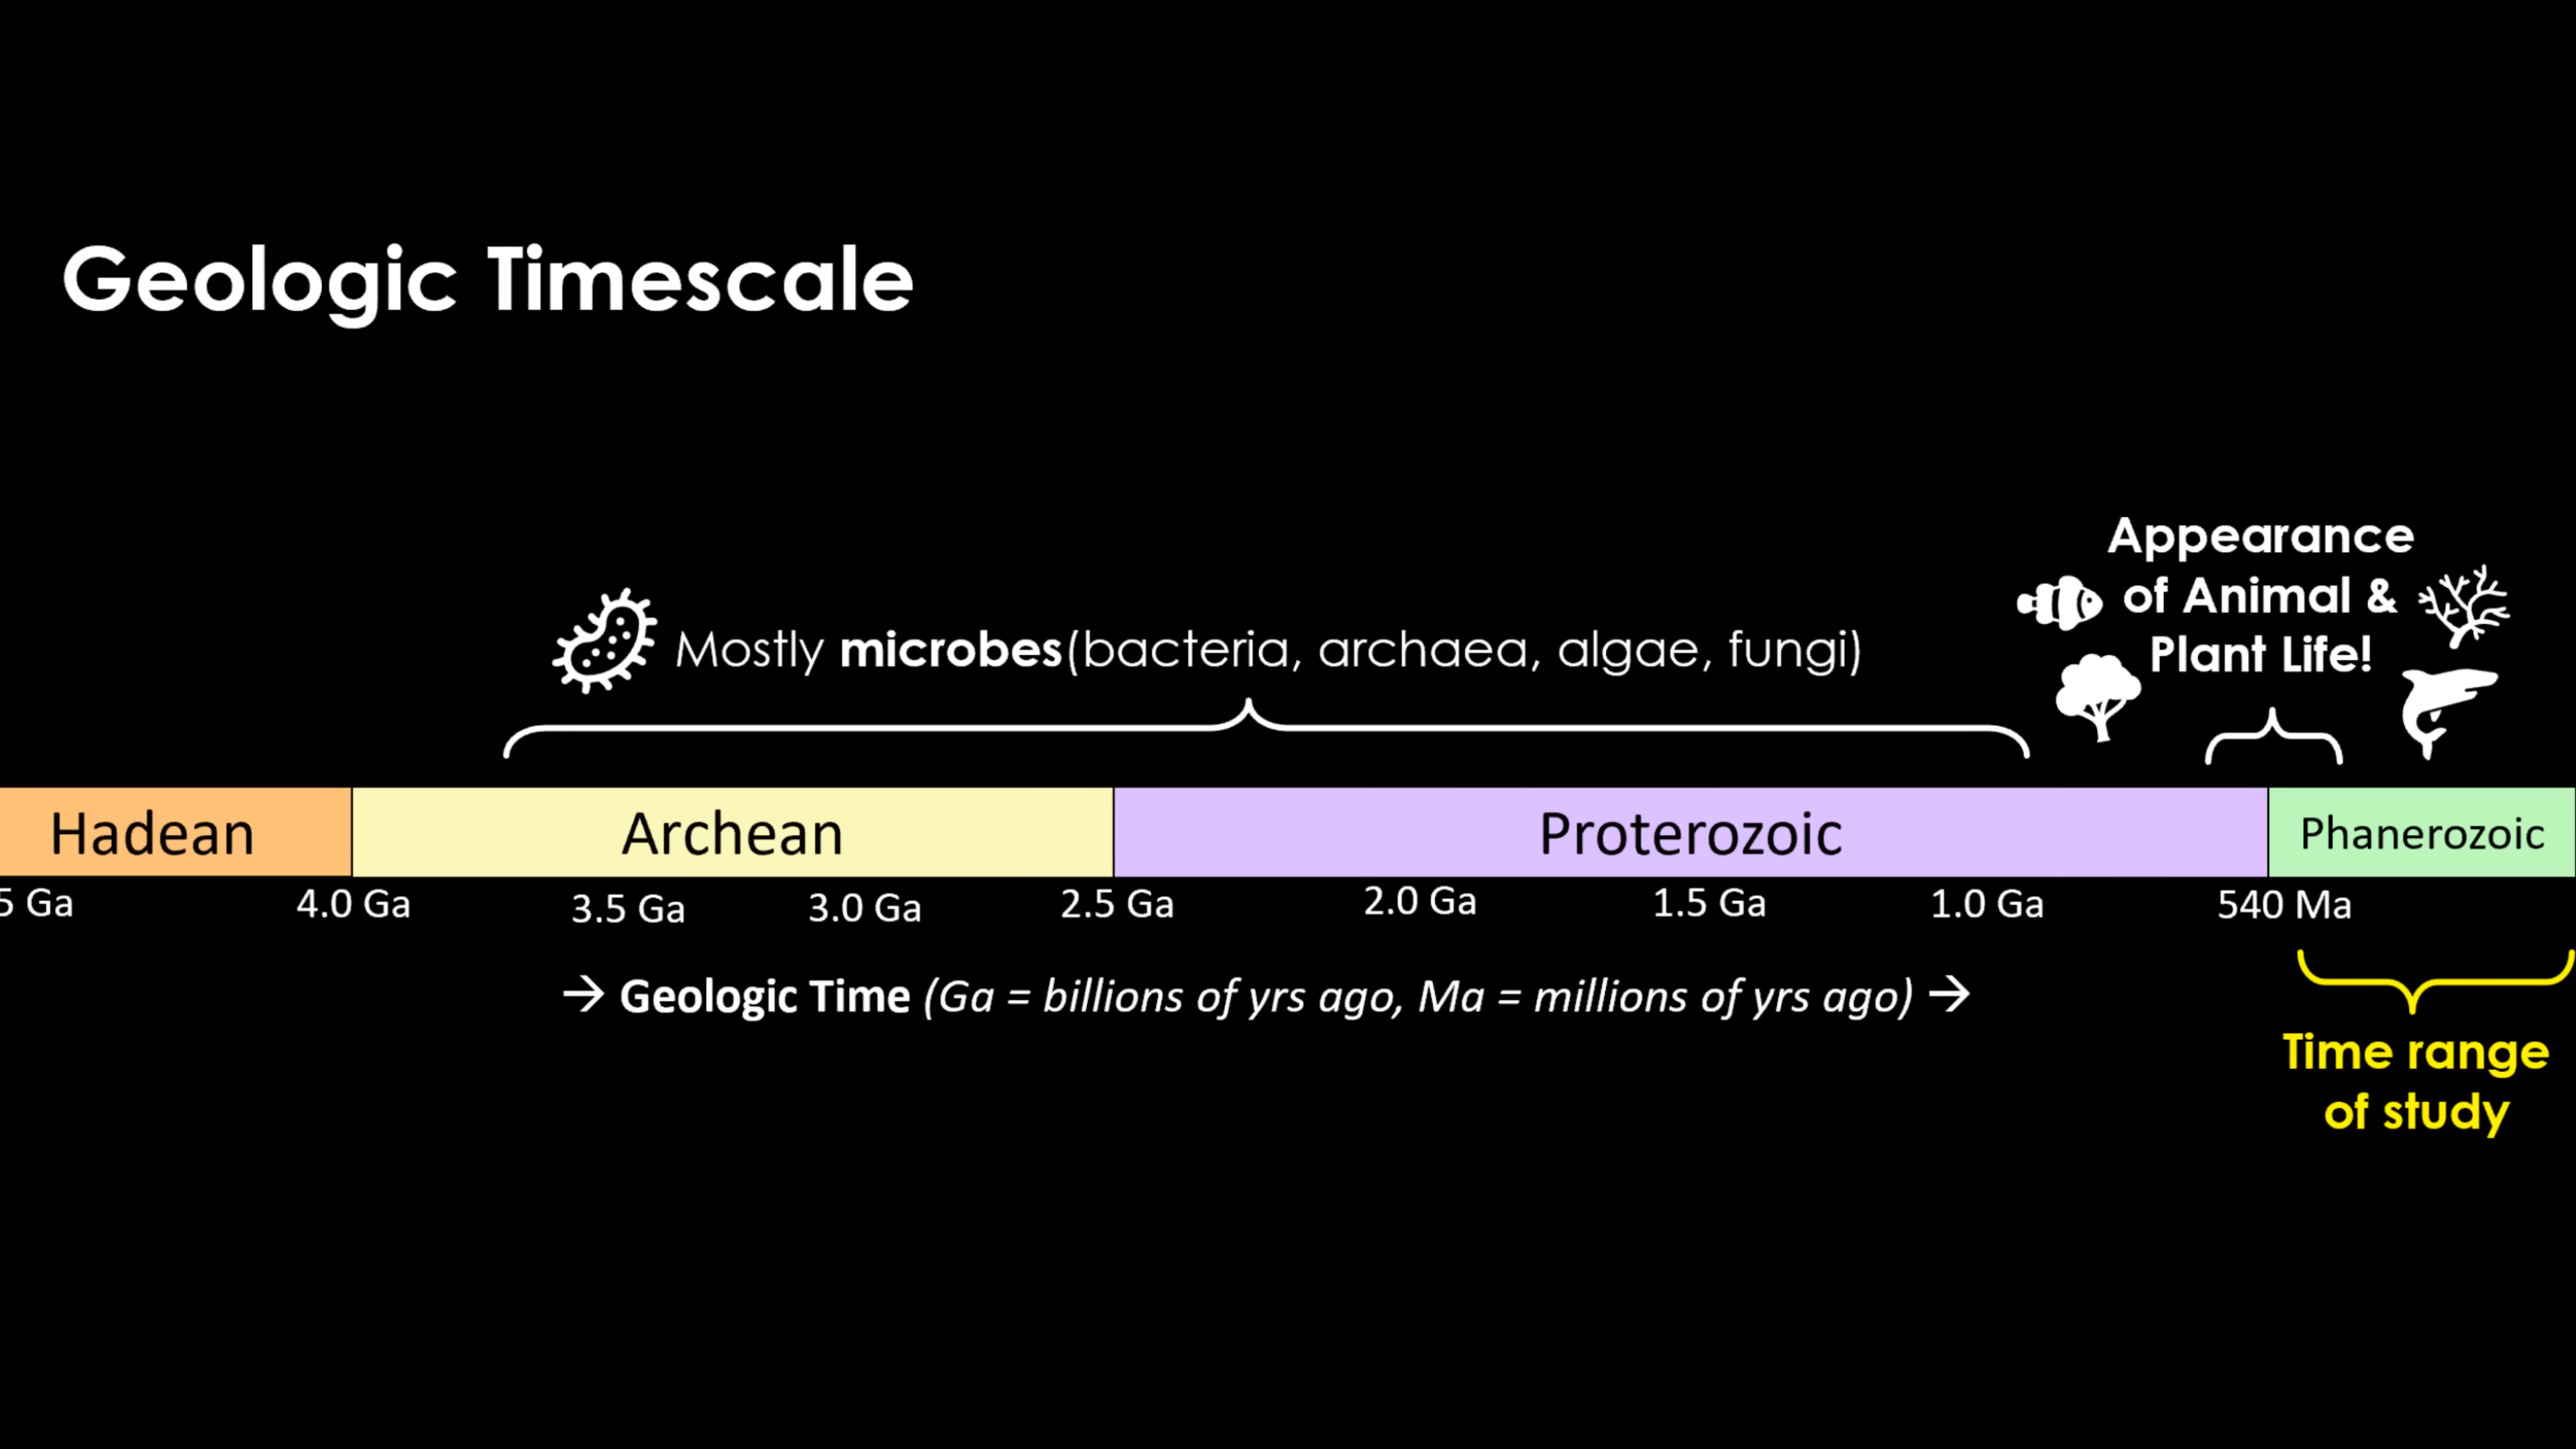 Geologic Timescale
Appearance
of Animal &
Plant Life!
Mostly microbes(bacteria, archaea, algae, fungi)
Hadean Archean Proterozoic Phanerozoic
5 Ga 4.0 Ga 3.5 Ga 3.0 Ga 2.5 Ga 2.0 Ga 1.5 Ga 1.0 Ga 540 Ma
→ Geologic Time (Ga = billions of yrs ago, Ma = millions of yrs ago) →
Time range
of study